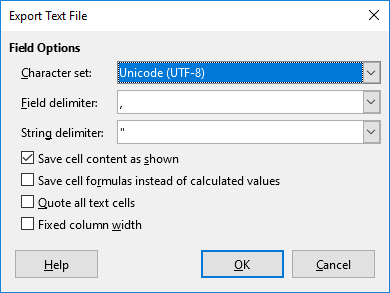 Export Text File
Field Options
Character set: Unicode (UTF-8)
Field delimiter: ,
String delimiter: "
Save cell content as shown
Save cell formulas instead of calculated values
Quote all text cells
Fixed column width
Help OK Cancel